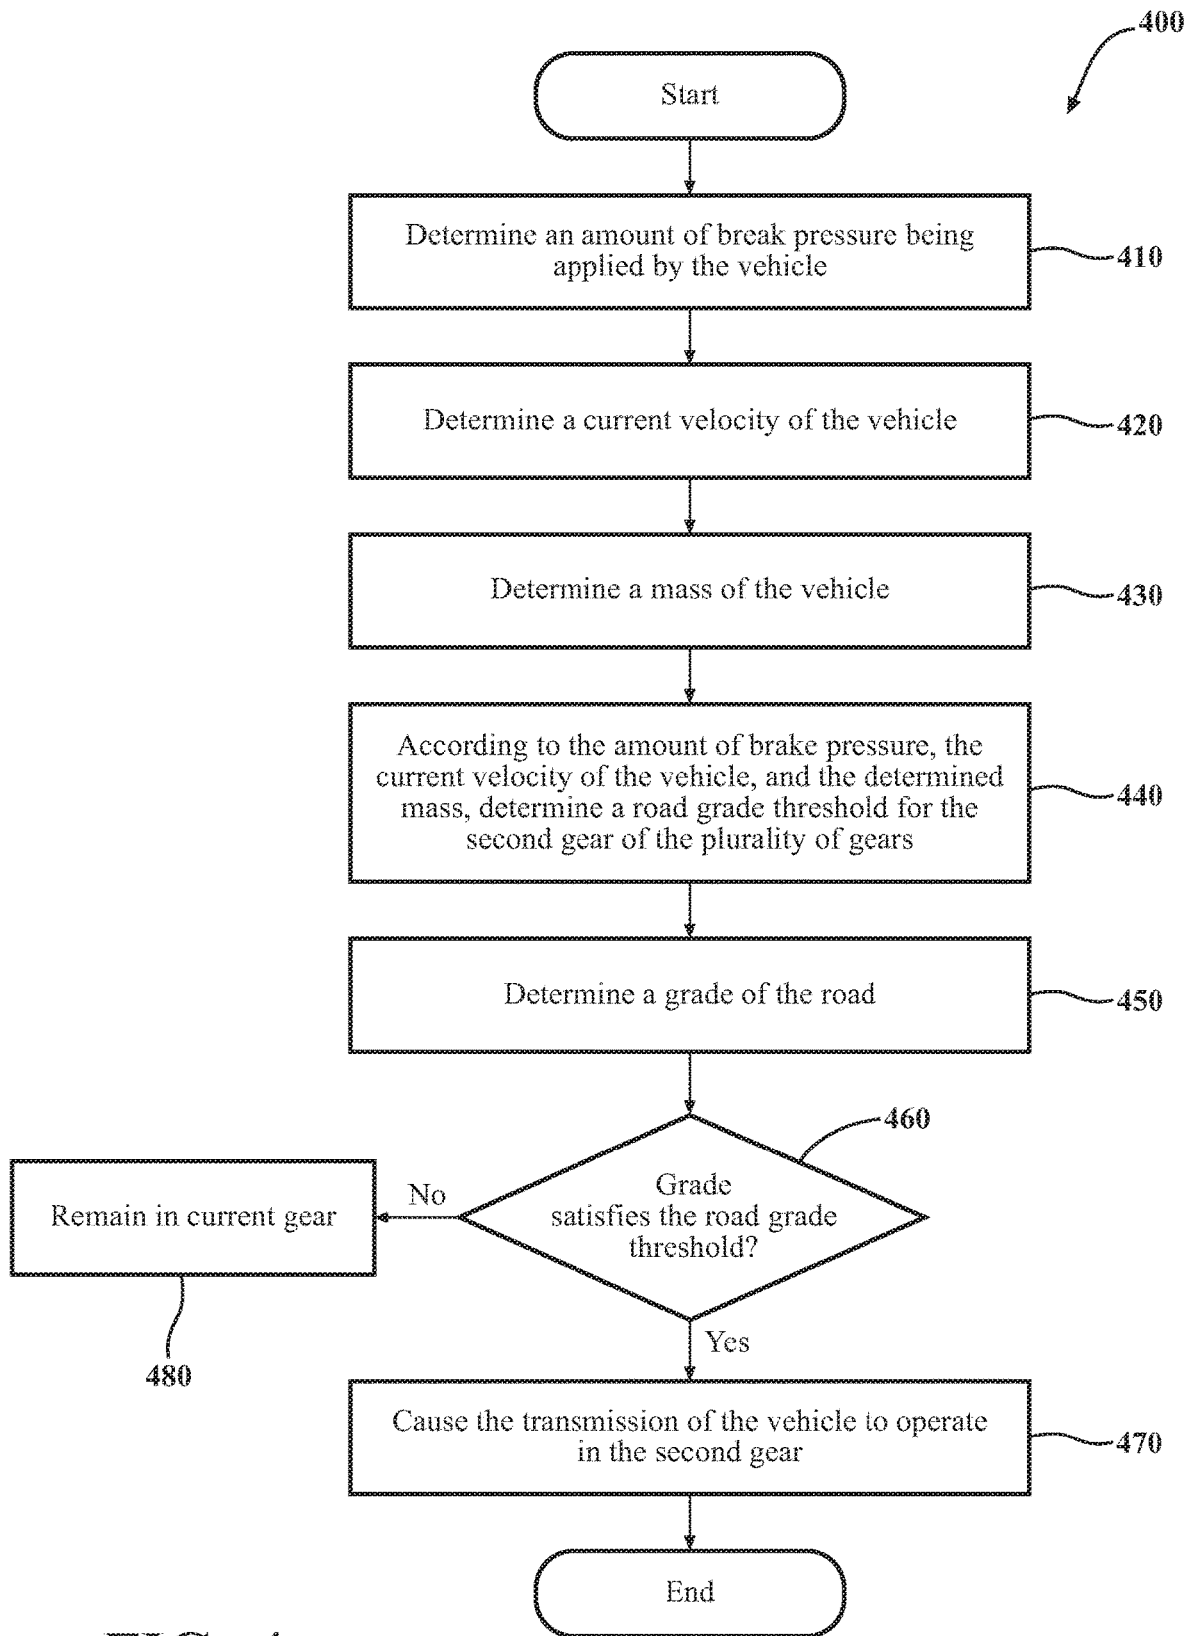 400
Start
Determine an amount of break pressure being
applied by the vehicle
410
Determine a current velocity of the vehicle
420
Determine a mass of the vehicle
430
According to the amount of brake pressure, the
current velocity of the vehicle, and the determined
mass, determine a road grade threshold for the
second gear of the plurality of gears
440
Determine a grade of the road
450
460
Grade
satisfies the road grade
threshold?
No
Remain in current gear
480
Yes
Cause the transmission of the vehicle to operate
in the second gear
470
End